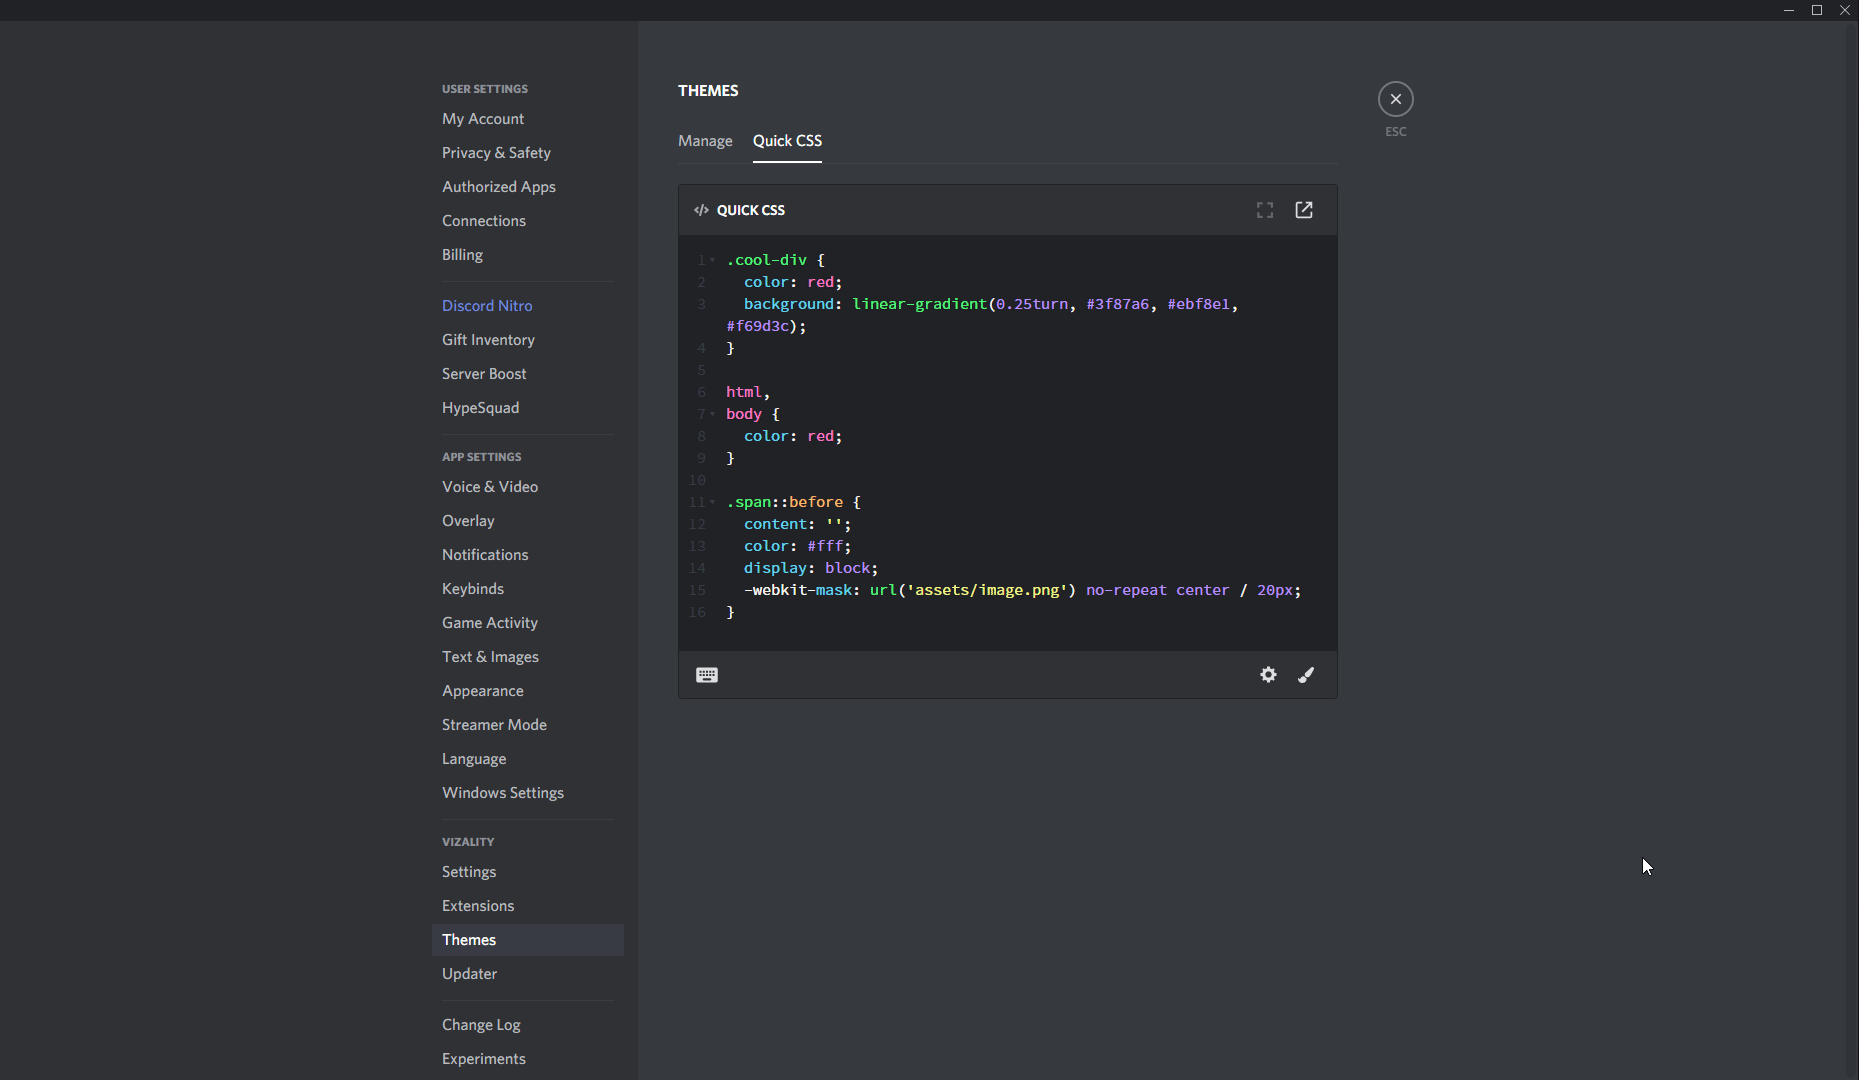 USER SETTINGS
My Account
Privacy & Safety
Authorized Apps
Connections
Billing
Discord Nitro
Gift Inventory
Server Boost
HypeSquad
APP SETTINGS
Voice & Video
Overlay
Notifications
Keybinds
Game Activity
Text & Images
Appearance
Streamer Mode
Language
Windows Settings
VIZALITY
Settings
Extensions
Themes
Updater
Change Log
Experiments
THEMES
Manage Quick CSS
ESC
</> QUICK CSS
1 .cool-div {
2   color: red;
3   background: linear-gradient(0.25turn, #3f87a6, #ebf8e1,
#f69d3c);
4 }
5
6 html,
7 body {
8   color: red;
9 }
10
11 .span::before {
12   content: '';
13   color: #fff;
14   display: block;
15   -webkit-mask: url('assets/image.png') no-repeat center / 20px;
16 }